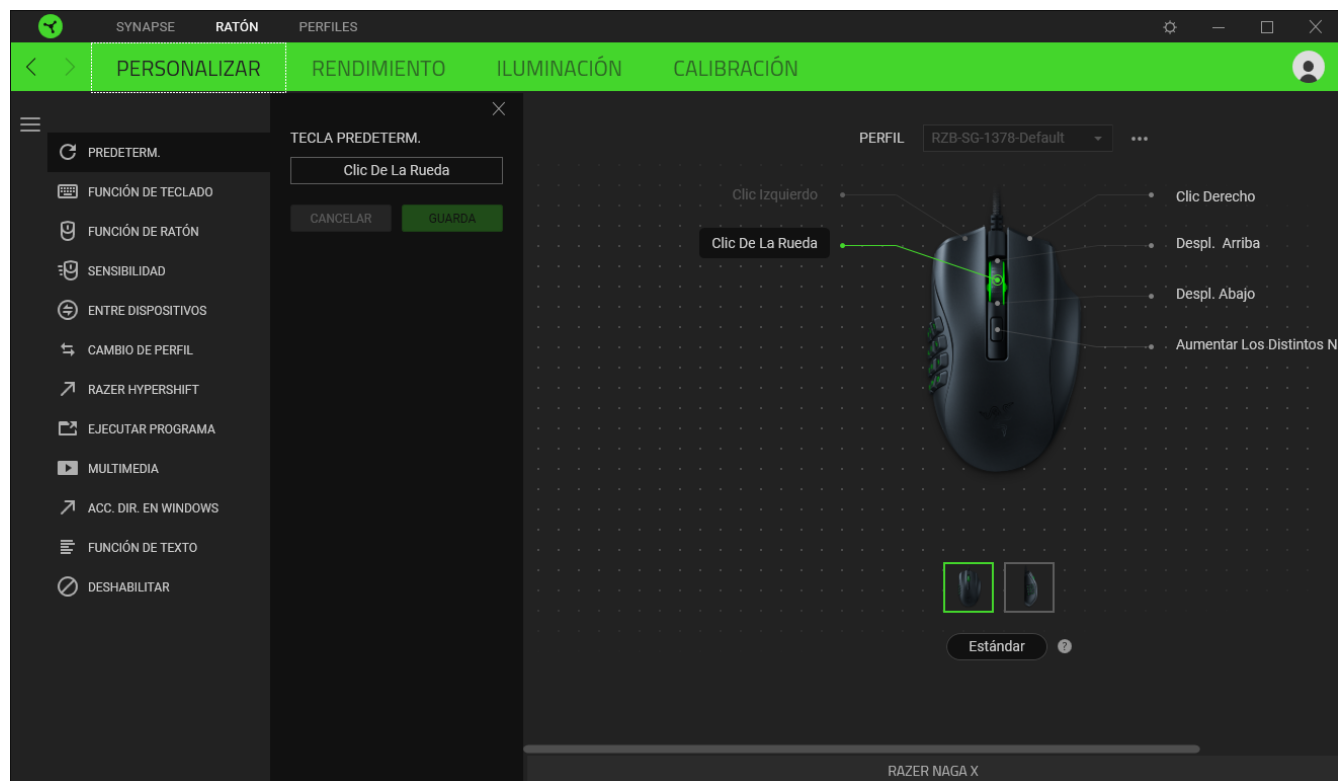 SYNAPSE RATÓN PERFILES
PERSONALIZAR RENDIMIENTO ILUMINACIÓN CALIBRACIÓN
PREDETERM.
FUNCIÓN DE TECLADO
FUNCIÓN DE RATÓN
SENSIBILIDAD
ENTRE DISPOSITIVOS
CAMBIO DE PERFIL
RAZER HYPERSHIFT
EJECUTAR PROGRAMA
MULTIMEDIA
ACC. DIR. EN WINDOWS
FUNCIÓN DE TEXTO
DESHABILITAR
TECLA PREDETERM.
Clic De La Rueda
CANCELAR GUARDA
PERFIL RZB-SG-1378-Default
Clic Izquierdo
Clic De La Rueda
Clic Derecho
Despl. Arriba
Despl. Abajo
Aumentar Los Distintos N
Estándar ?
RAZER NAGA X